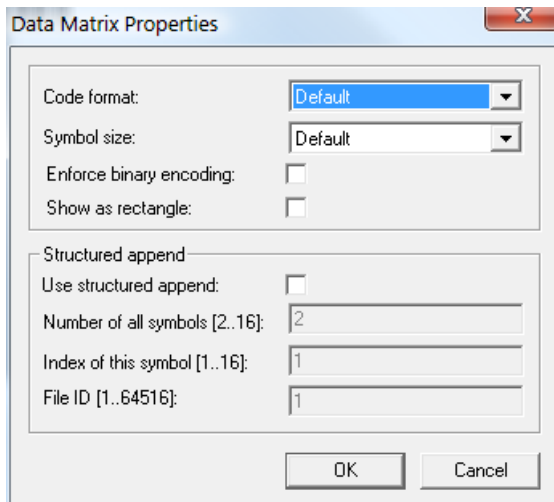 Data Matrix Properties
Code format: Default
Symbol size: Default
Enforce binary encoding:
Show as rectangle:
Structured append
Use structured append:
Number of all symbols [2..16]: 2
Index of this symbol [1..16]: 1
File ID [1..64516]: 1
OK Cancel